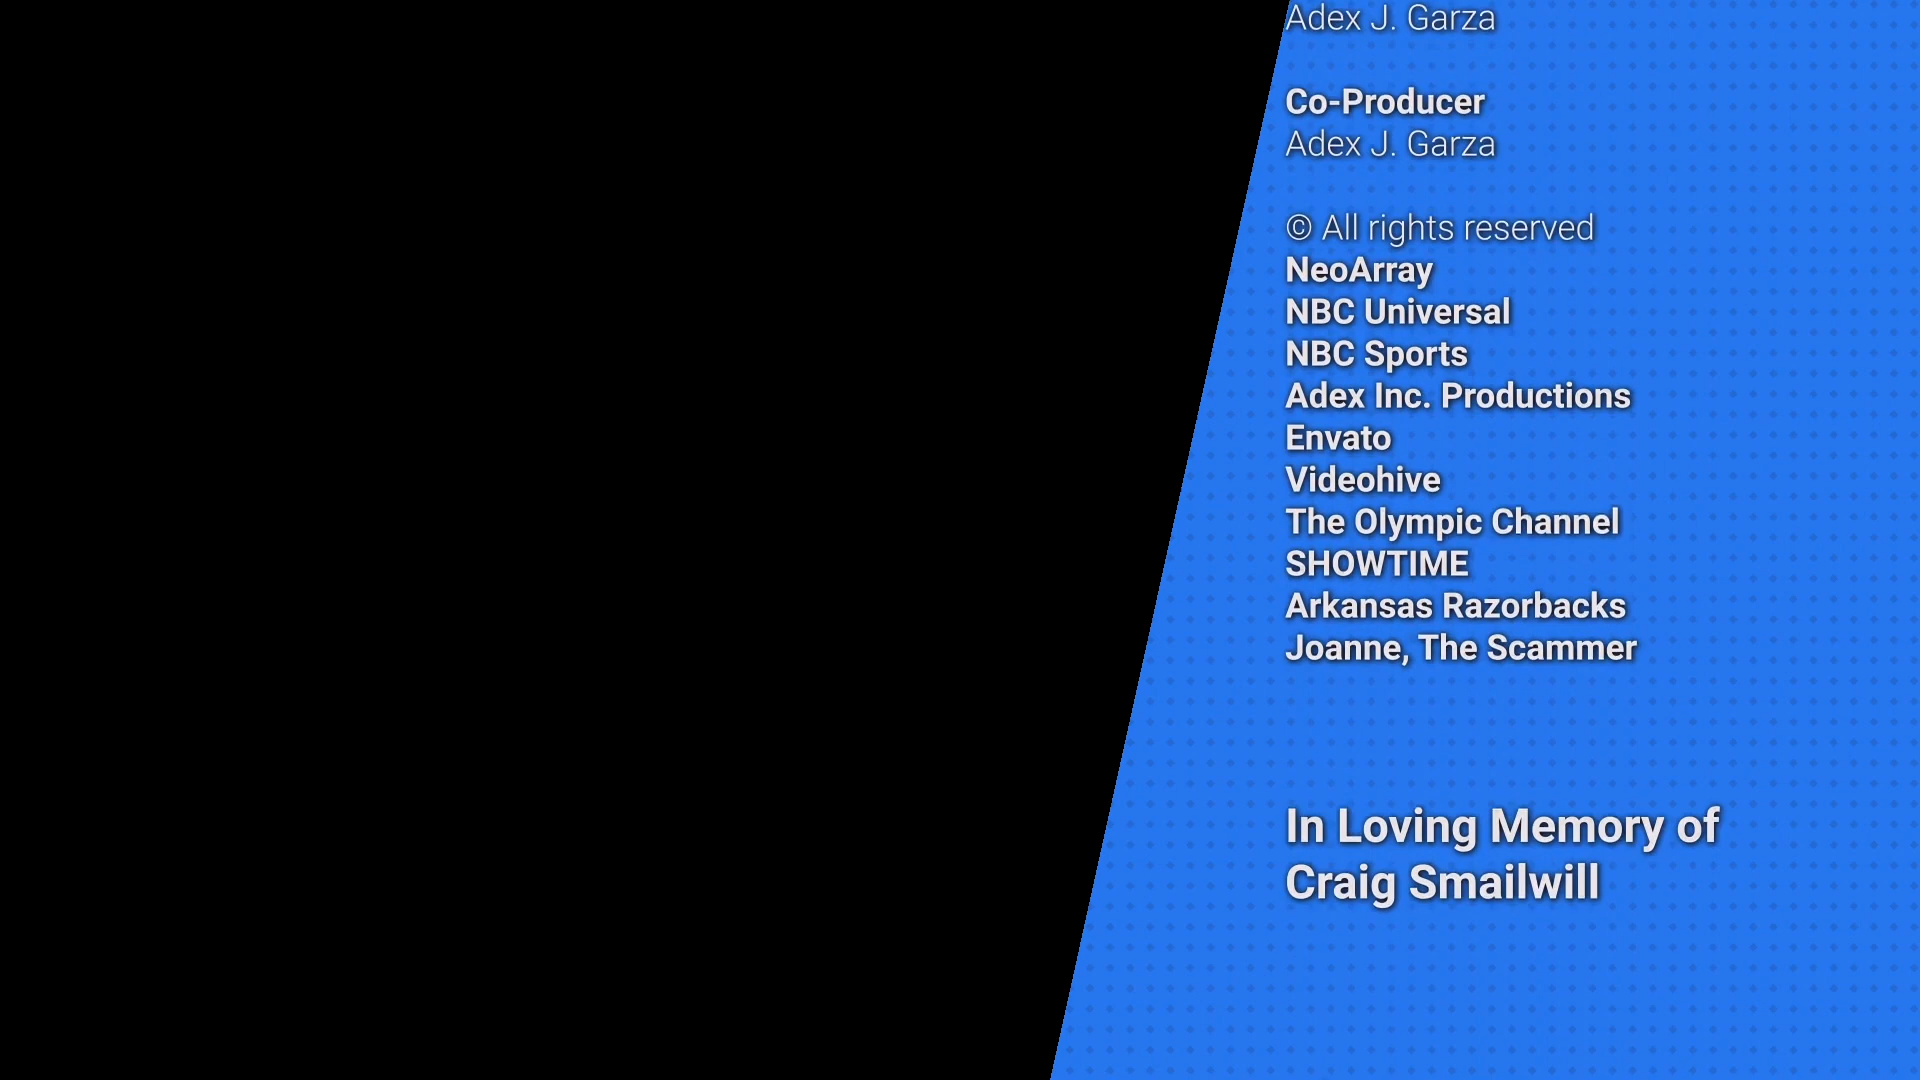 Adex J. Garza
Co-Producer
Adex J. Garza
© All rights reserved
NeoArray
NBC Universal
NBC Sports
Adex Inc. Productions
Envato
Videohive
The Olympic Channel
SHOWTIME
Arkansas Razorbacks
Joanne, The Scammer
In Loving Memory of
Craig Smailwill